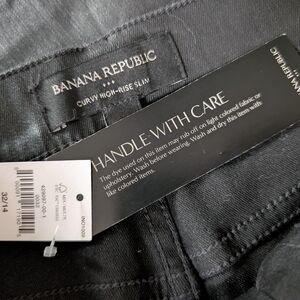 BANANA REPUBLIC
CURVY HIGH-RISE SLIM
HANDLE WITH CARE
The dye used on this item may rub off on light colored fabric or
upholstery. Wash before wearing. Wash and dry this item with
like colored items.
BANANA REPUBLIC
32/14